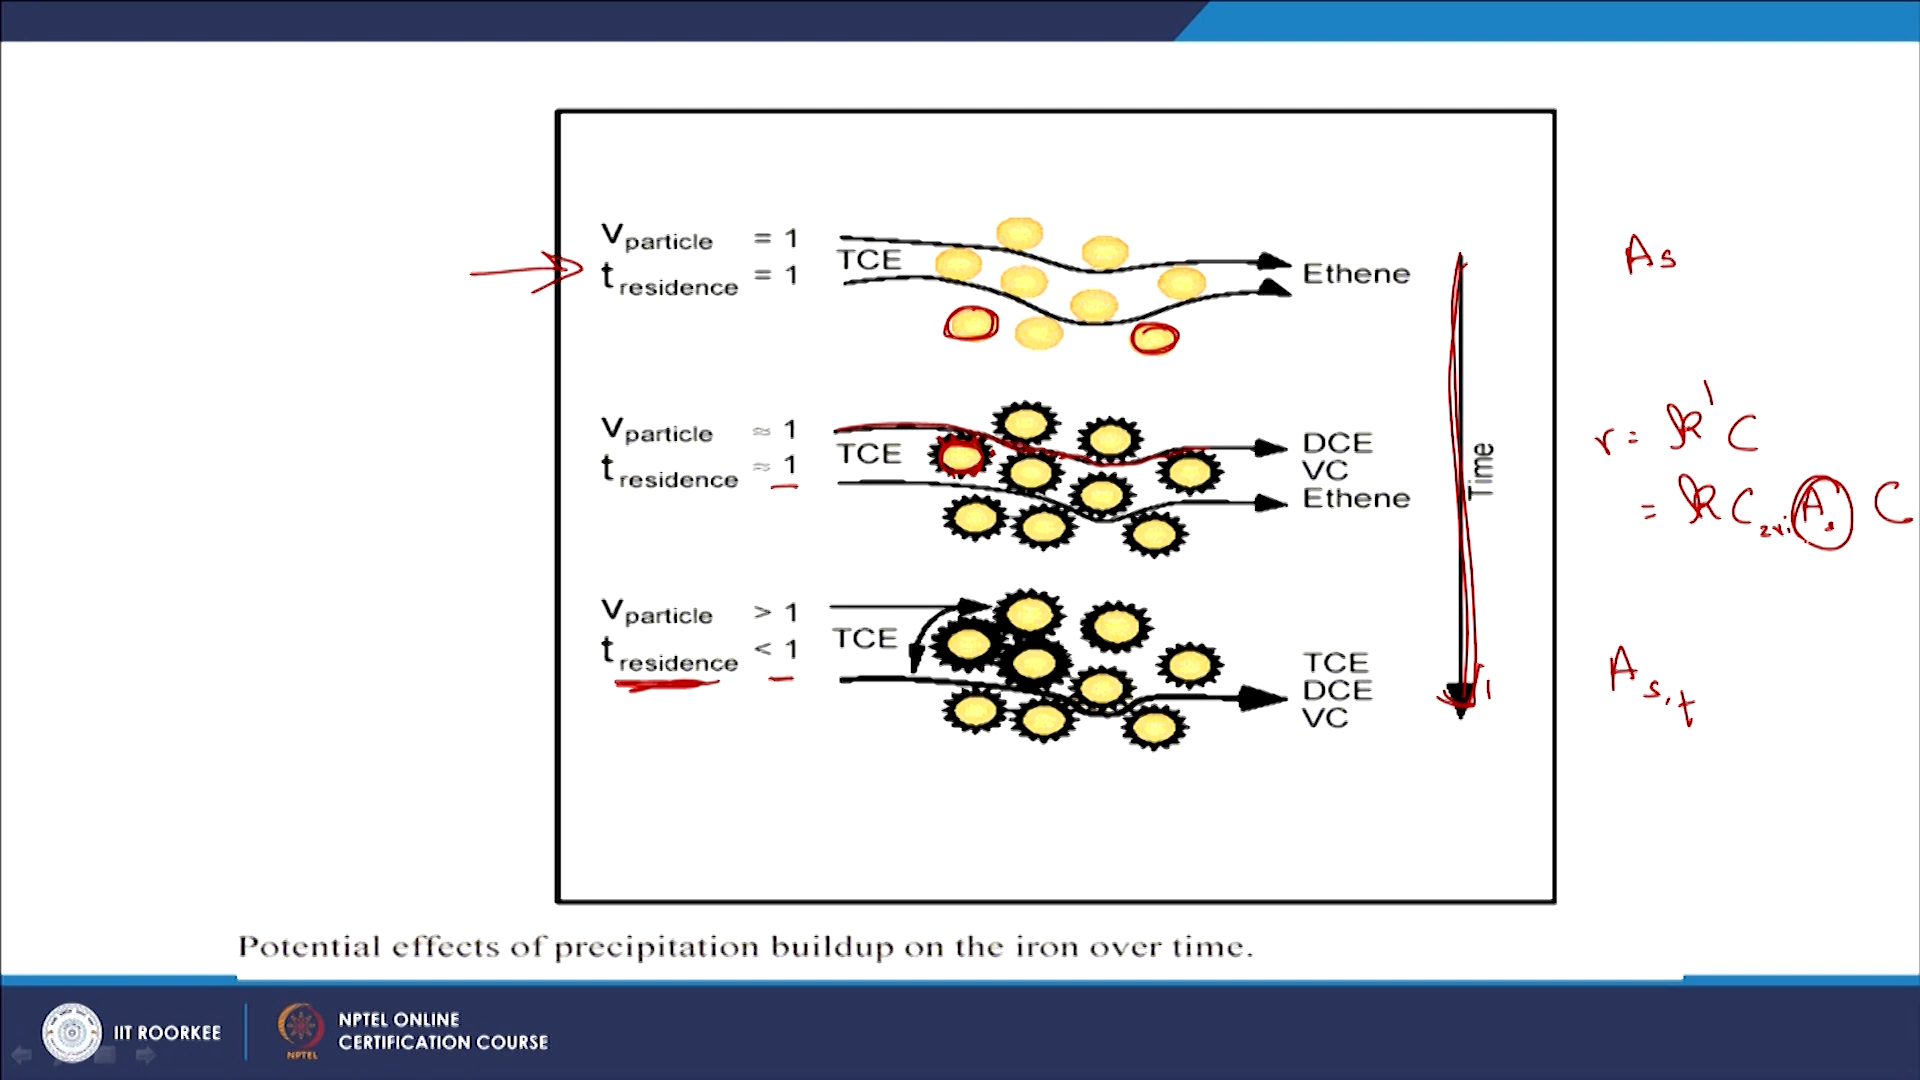 Vparticle = 1
tresidence = 1
TCE
Ethene
As
Vparticle ≈ 1
tresidence ≈ 1
TCE
DCE
VC
Ethene
Time
r = k' C
= k C As C
Vparticle > 1
tresidence < 1
TCE
TCE
DCE
VC
As,t
Potential effects of precipitation buildup on the iron over time.
IIT ROORKEE
NPTEL
NPTEL ONLINE
CERTIFICATION COURSE